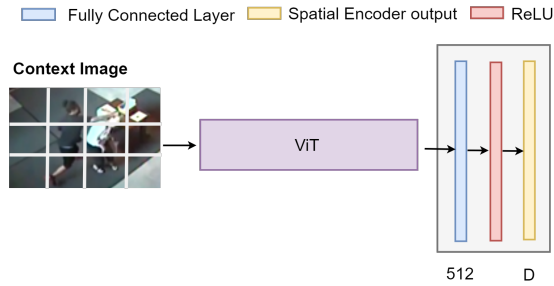 Fully Connected Layer
Spatial Encoder output
ReLU
Context Image
ViT
512
D